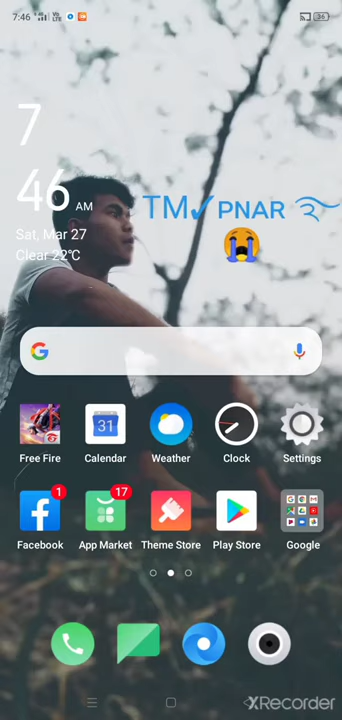 7:46
36
7
46 AM
TM✓PNAR
Sat, Mar 27
Clear 22°C
Free Fire
Calendar
Weather
Clock
Settings
31
1
17
Facebook
App Market
Theme Store
Play Store
Google
XRecorder